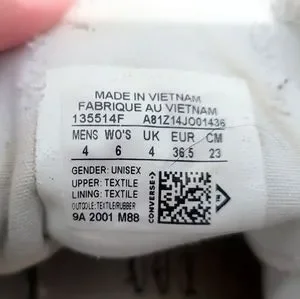 MADE IN VIETNAM
FABRIQUE AU VIETNAM
135514F A81Z14JO01436
MENS WO'S UK EUR CM
4 6 4 36.5 23
GENDER: UNISEX
UPPER: TEXTILE
LINING: TEXTILE
OUTSOLE: TEXTILE/RUBBER
9A 2001 M88
CONVERSE